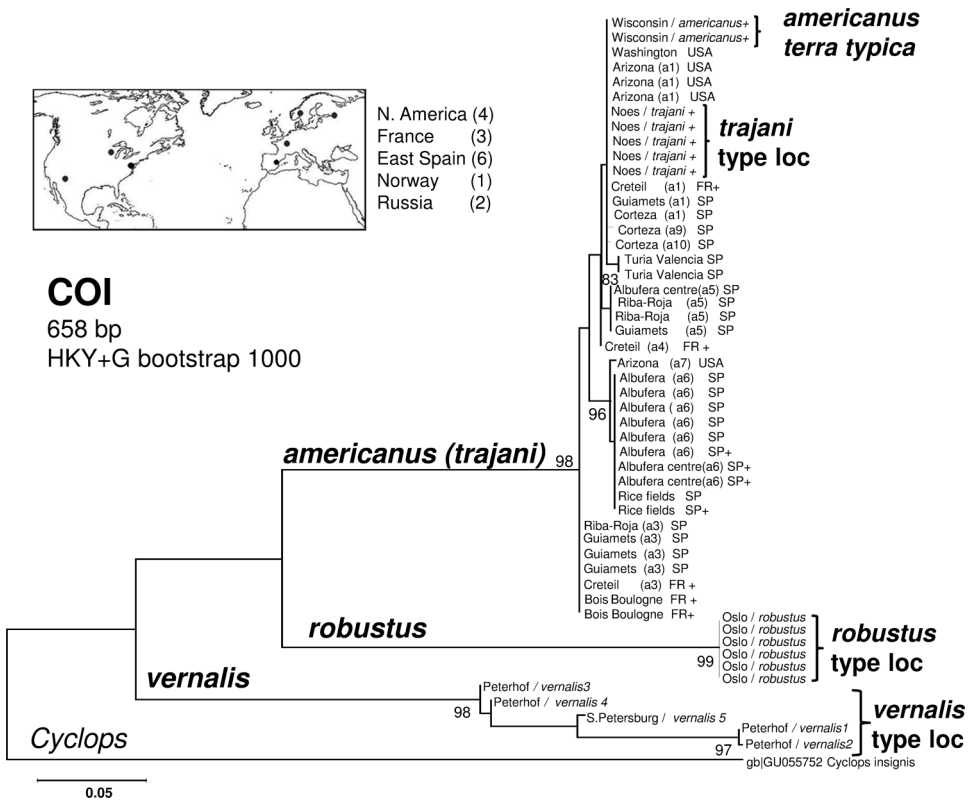 Wisconsin / americanus+
Wisconsin / americanus+
americanus
terra typica
Washington USA
Arizona (a1) USA
Arizona (a1) USA
Arizona (a1) USA
Noes / trajani +
Noes / trajani +
Noes / trajani +
Noes / trajani +
Noes / trajani +
trajani
type loc
Creteil (a1) FR+
Guiamets (a1) SP
Corteza (a1) SP
Corteza (a9) SP
Corteza (a10) SP
Turia Valencia SP
Turia Valencia SP
83
Albufera centre(a5) SP
Riba-Roja (a5) SP
Riba-Roja (a5) SP
Guiamets (a5) SP
Creteil (a4) FR +
Arizona (a7) USA
Albufera (a6) SP
Albufera (a6) SP
Albufera ( a6) SP
Albufera (a6) SP
Albufera (a6) SP
Albufera (a6) SP+
Albufera centre(a6) SP+
Albufera centre(a6) SP+
Rice fields SP
Rice fields SP+
96
Riba-Roja (a3) SP
Guiamets (a3) SP
Guiamets (a3) SP
Guiamets (a3) SP
Creteil (a3) FR +
Bois Boulogne FR +
Bois Boulogne FR+
N. America (4)
France (3)
East Spain (6)
Norway (1)
Russia (2)
COI
658 bp
HKY+G bootstrap 1000
americanus (trajani)
98
robustus
99
Oslo / robustus
Oslo / robustus
Oslo / robustus
Oslo / robustus
Oslo / robustus
Oslo / robustus
robustus
type loc
vernalis
98
Peterhof / vernalis3
Peterhof / vernalis 4
S.Petersburg / vernalis 5
Peterhof / vernalis1
Peterhof / vernalis2
97
vernalis
type loc
Cyclops
gb|GU055752 Cyclops insignis
0.05